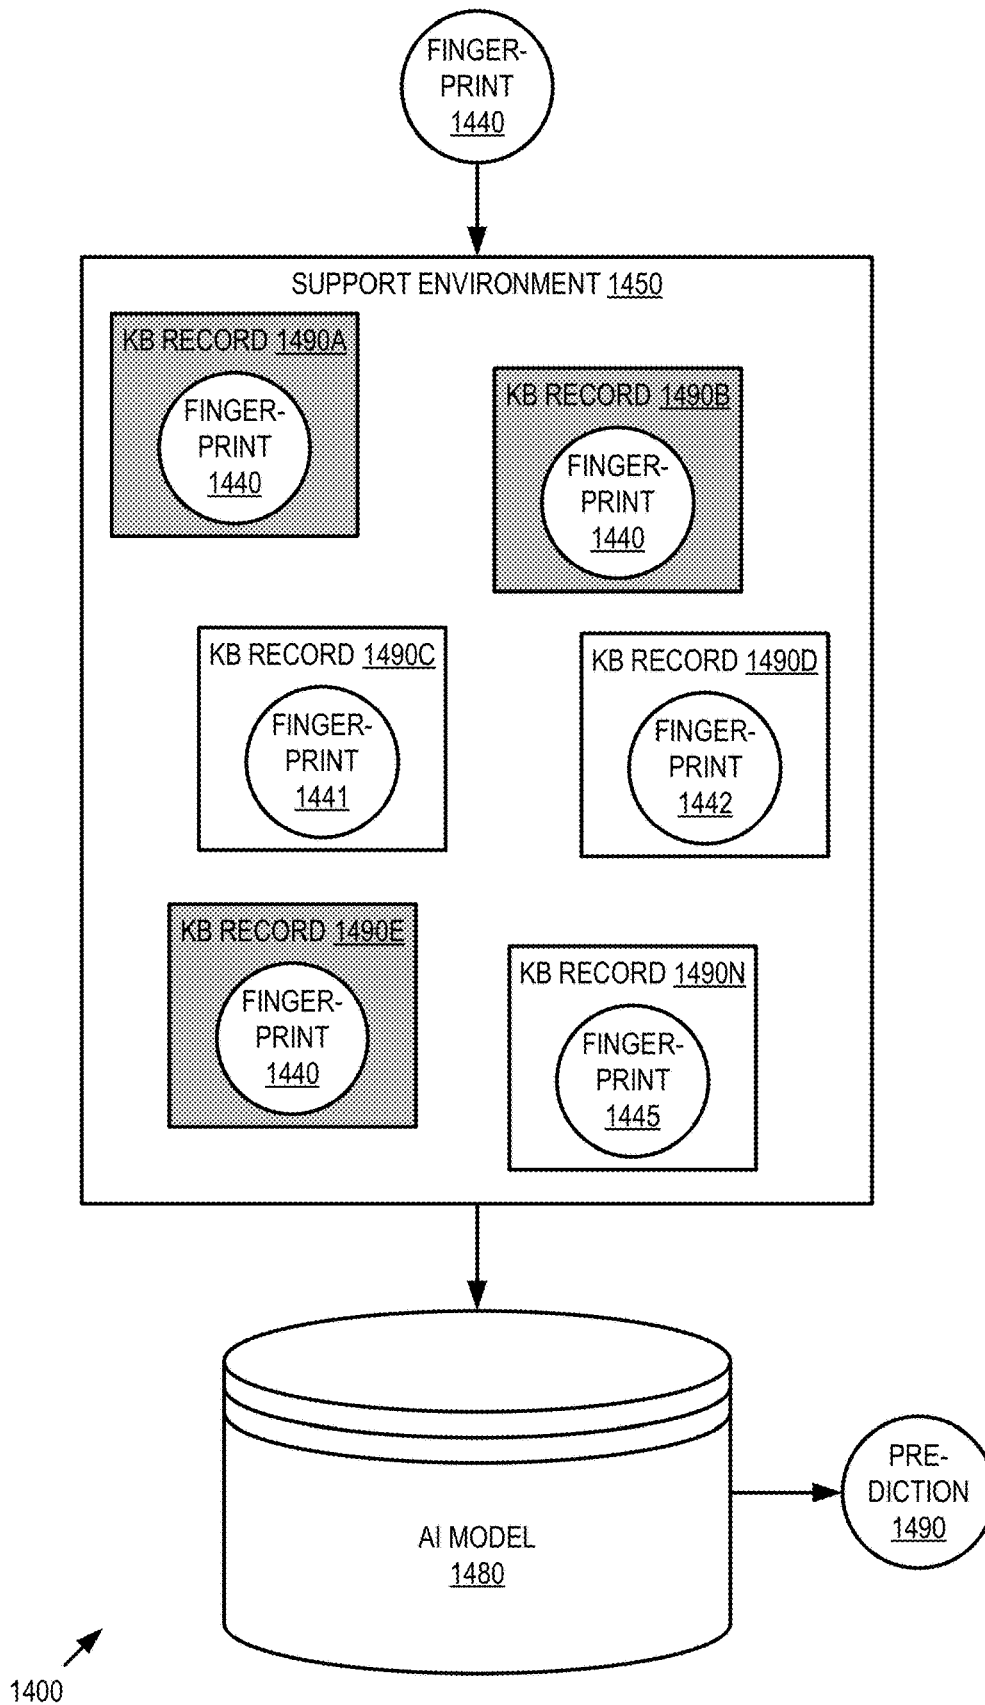 FINGER-
PRINT
1440
SUPPORT ENVIRONMENT 1450
KB RECORD 1490A
FINGER-
PRINT
1440
KB RECORD 1490B
FINGER-
PRINT
1440
KB RECORD 1490C
FINGER-
PRINT
1441
KB RECORD 1490D
FINGER-
PRINT
1442
KB RECORD 1490E
FINGER-
PRINT
1440
KB RECORD 1490N
FINGER-
PRINT
1445
AI MODEL
1480
PRE-
DICTION
1490
1400